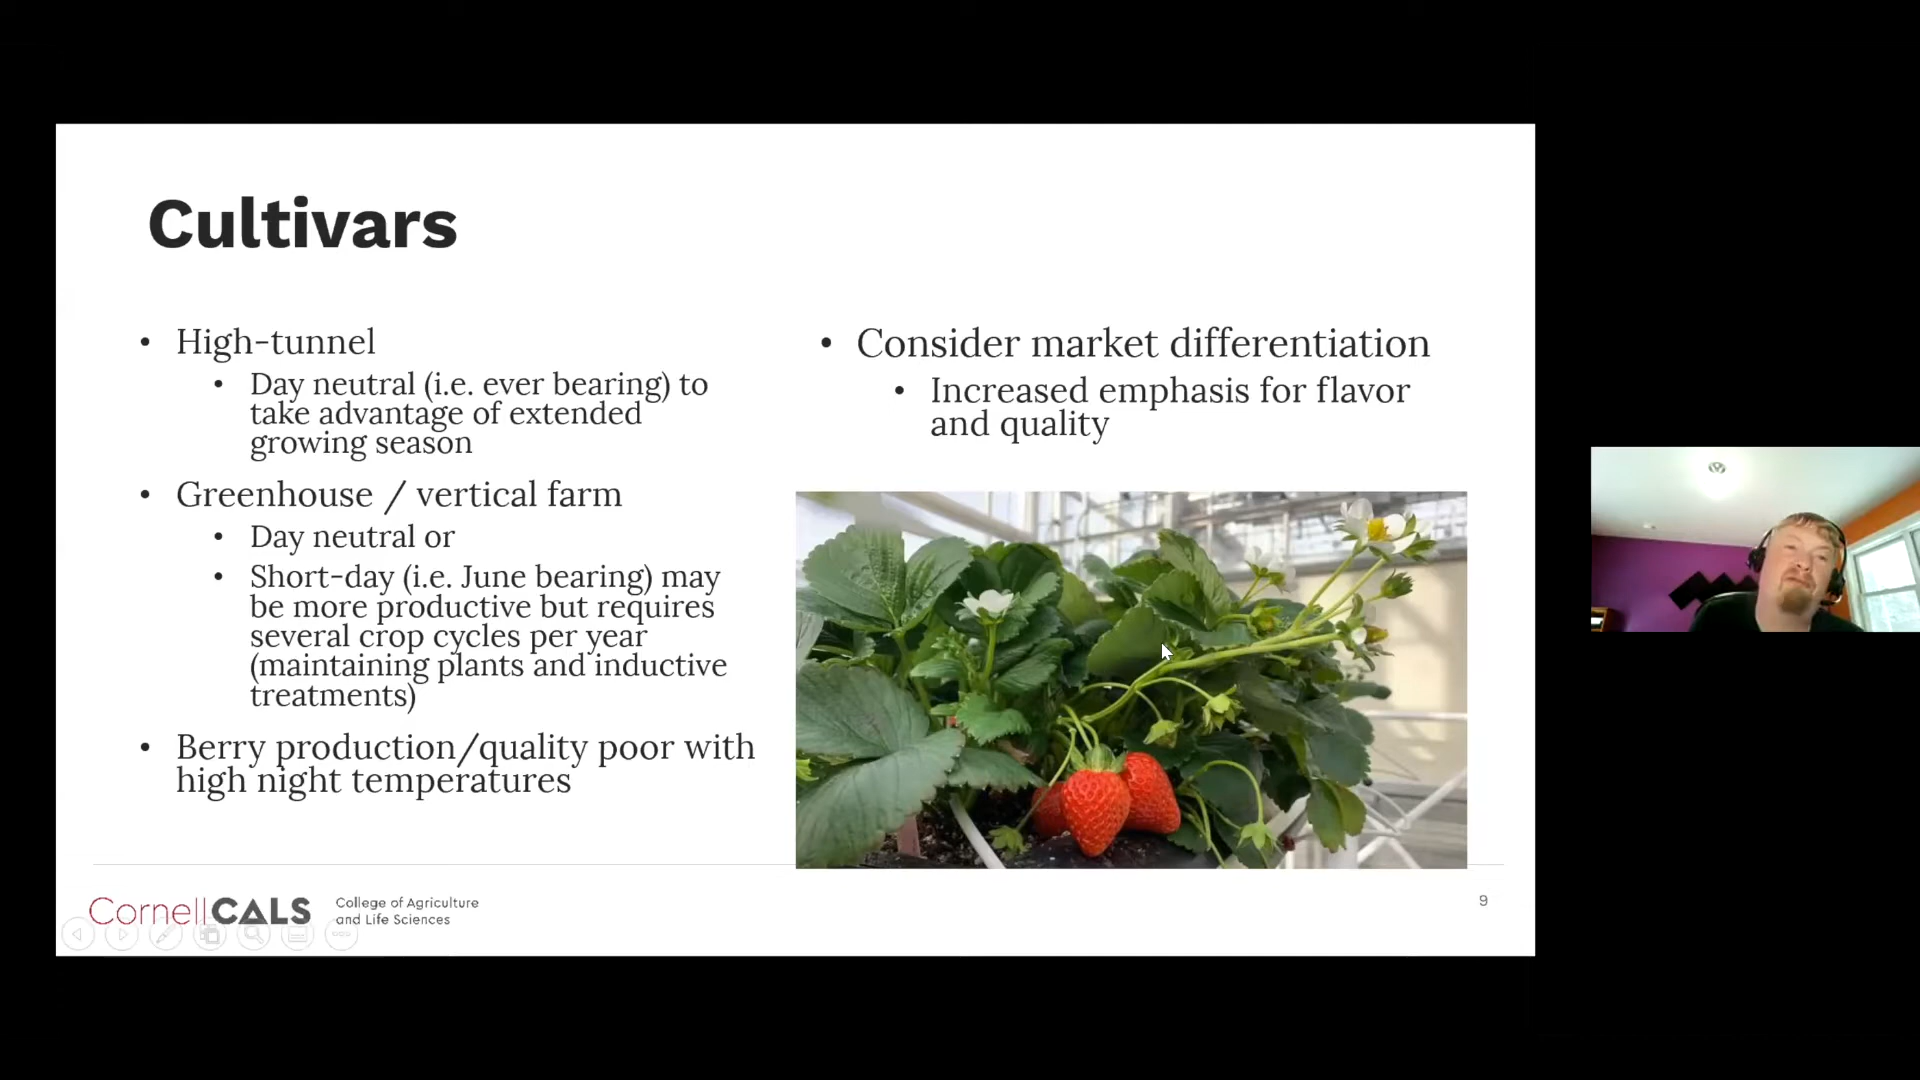 Cultivars
• High-tunnel
• Day neutral (i.e. ever bearing) to
take advantage of extended
growing season
• Greenhouse / vertical farm
• Day neutral or
• Short-day (i.e. June bearing) may
be more productive but requires
several crop cycles per year
(maintaining plants and inductive
treatments)
• Berry production/quality poor with
high night temperatures
• Consider market differentiation
• Increased emphasis for flavor
and quality
CornellCALS
College of Agriculture
and Life Sciences
9